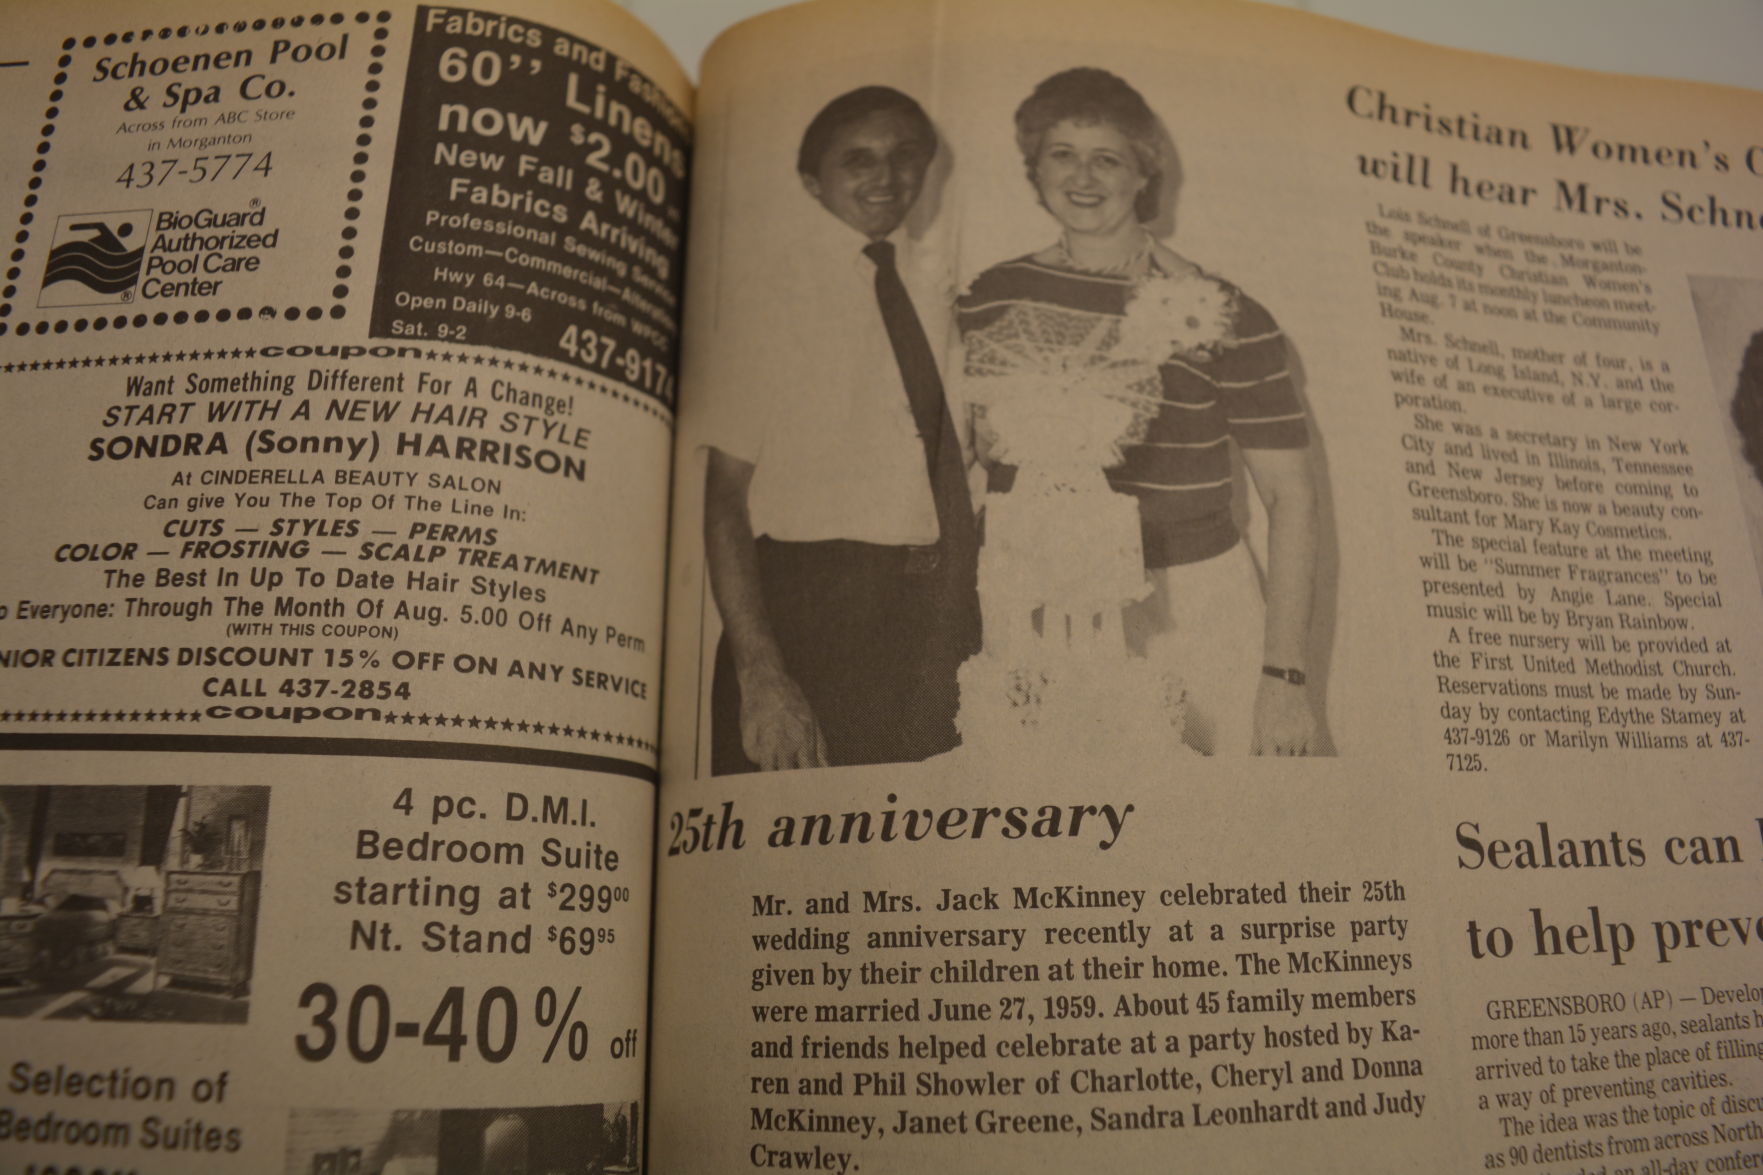 Schoenen Pool
& Spa Co.
Across from ABC Store
in Morganton
437-5774
BioGuard®
Authorized
Pool Care
Center ®
Fabrics and Fashions
60’’ Linens
now $2.00
New Fall & Winter
Fabrics Arriving
Professional Sewing
Custom—Commercial—
Hwy 64—Across from
Open Daily 9-6
Sat. 9-2
437-9174
coupon
Want Something Different For A Change!
START WITH A NEW HAIR STYLE
SONDRA (Sonny) HARRISON
At CINDERELLA BEAUTY SALON
Can give You The Top Of The Line In:
CUTS — STYLES — PERMS
COLOR — FROSTING — SCALP TREATMENT
The Best In Up To Date Hair Styles
Everyone: Through The Month Of Aug. 5.00 Off Any Perm
(WITH THIS COUPON)
NIOR CITIZENS DISCOUNT 15% OFF ON ANY SERVICE
CALL 437-2854
coupon
4 pc. D.M.I.
Bedroom Suite
starting at $299⁰⁰
Nt. Stand $69⁹⁵
30-40% off
Selection of
Bedroom Suites
25th anniversary
Mr. and Mrs. Jack McKinney celebrated their 25th
wedding anniversary recently at a surprise party
given by their children at their home. The McKinneys
were married June 27, 1959. About 45 family members
and friends helped celebrate at a party hosted by Ka-
ren and Phil Showler of Charlotte, Cheryl and Donna
McKinney, Janet Greene, Sandra Leonhardt and Judy
Crawley.
Christian Women's C
will hear Mrs. Schn
Lois Schnell of Greensboro will be
the speaker when the Morganton-
Burke County Christian Women's
Club holds its monthly luncheon meet-
ing Aug. 7 at noon at the Community
House.
Mrs. Schnell, mother of four, is a
native of Long Island, N.Y. and the
wife of an executive of a large cor-
poration.
She was a secretary in New York
City and lived in Illinois, Tennessee
and New Jersey before coming to
Greensboro. She is now a beauty con-
sultant for Mary Kay Cosmetics.
The special feature at the meeting
will be "Summer Fragrances" to be
presented by Angie Lane. Special
music will be by Bryan Rainbow.
A free nursery will be provided at
the First United Methodist Church.
Reservations must be made by Sun-
day by contacting Edythe Stamey at
437-9126 or Marilyn Williams at 437-
7125.
Sealants can
to help preve
GREENSBORO (AP) — Develo
more than 15 years ago, sealants h
arrived to take the place of filling
a way of preventing cavities.
The idea was the topic of discu
as 90 dentists from across North
an all-day confer